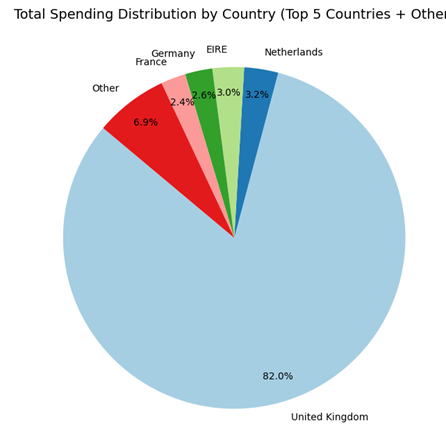 Total Spending Distribution by Country (Top 5 Countries + Other
EIRE
Germany
Netherlands
France
Other
3.0%
3.2%
2.6%
2.4%
6.9%
82.0%
United Kingdom